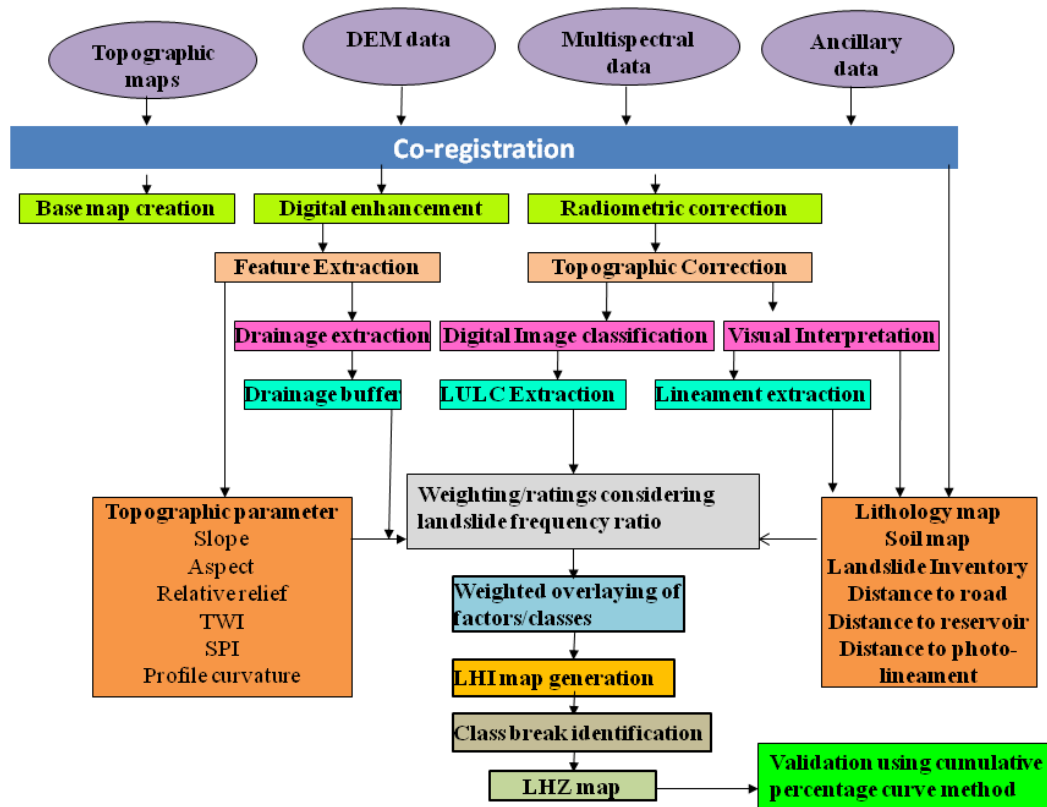 Topographic
maps
DEM data
Multispectral
data
Ancillary
data
Co-registration
Base map creation
Digital enhancement
Radiometric correction
Feature Extraction
Topographic Correction
Drainage extraction
Digital Image classification
Visual Interpretation
Drainage buffer
LULC Extraction
Lineament extraction
Topographic parameter
Slope
Aspect
Relative relief
TWI
SPI
Profile curvature
Weighting/ratings considering
landslide frequency ratio
Lithology map
Soil map
Landslide Inventory
Distance to road
Distance to reservoir
Distance to photo-
lineament
Weighted overlaying of
factors/classes
LHI map generation
Class break identification
LHZ map
Validation using cumulative
percentage curve method